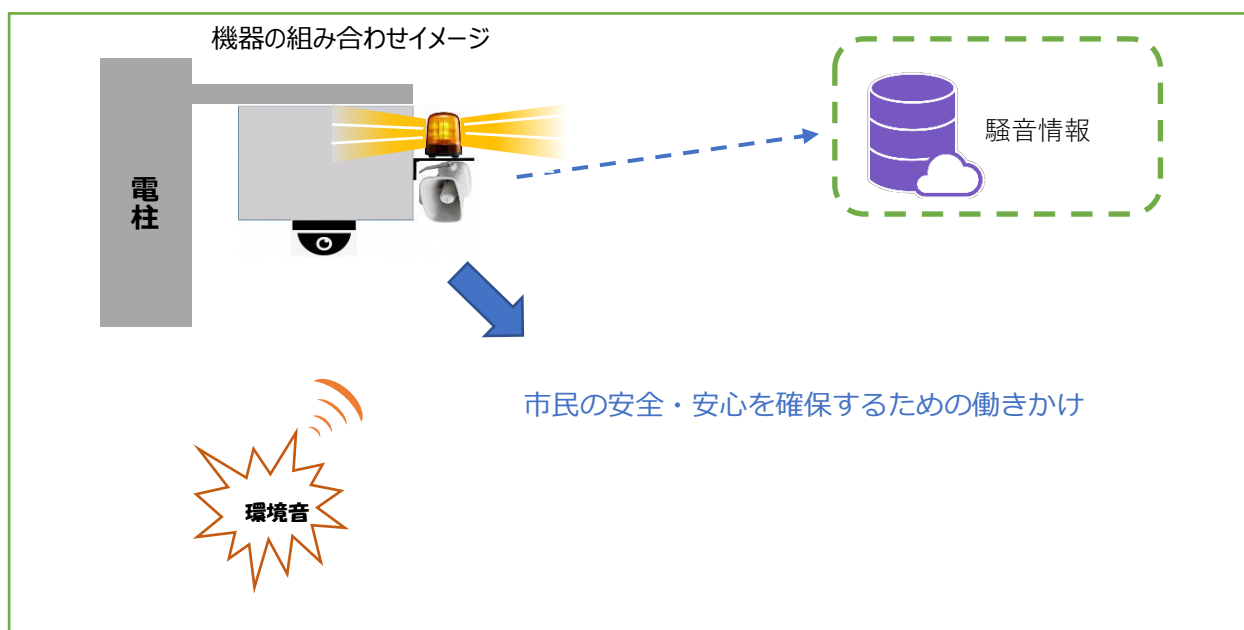 機器の組み合わせイメージ
電柱
騒音情報
市民の安全・安心を確保するための働きかけ
環境音